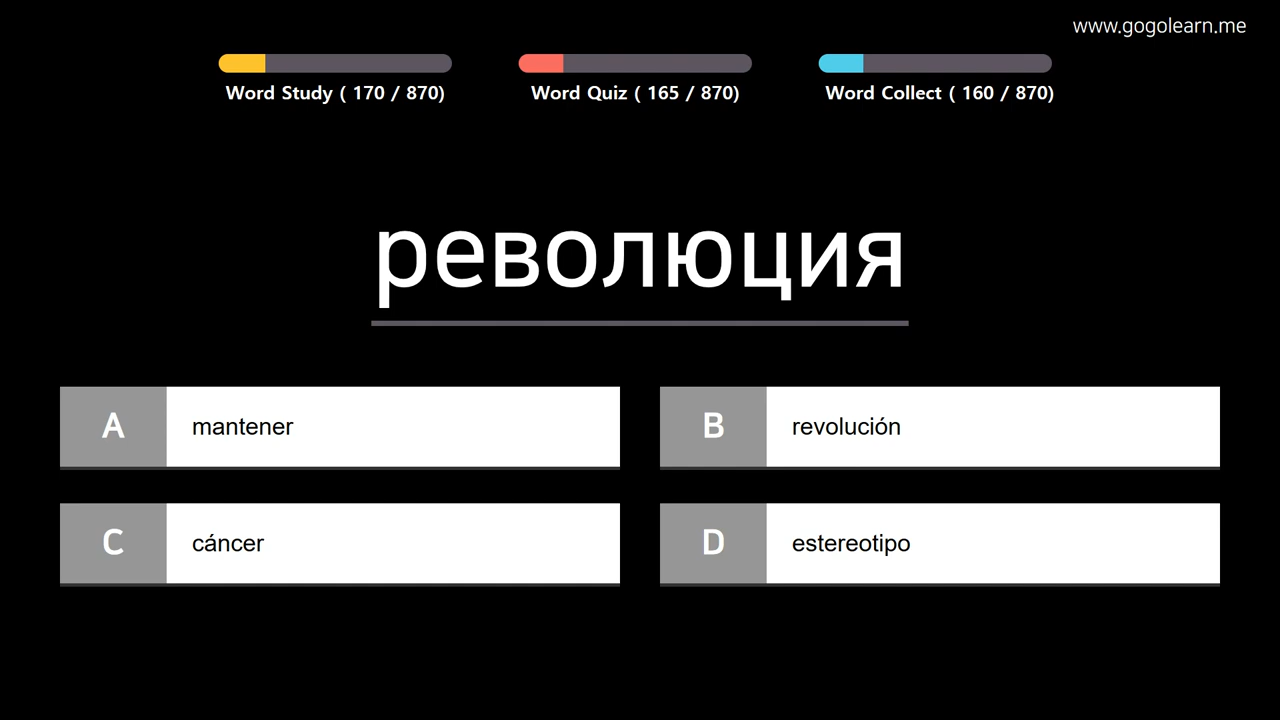 www.gogolearn.me
Word Study ( 170 / 870)
Word Quiz ( 165 / 870)
Word Collect ( 160 / 870)
революция
A mantener
B revolución
C cáncer
D estereotipo